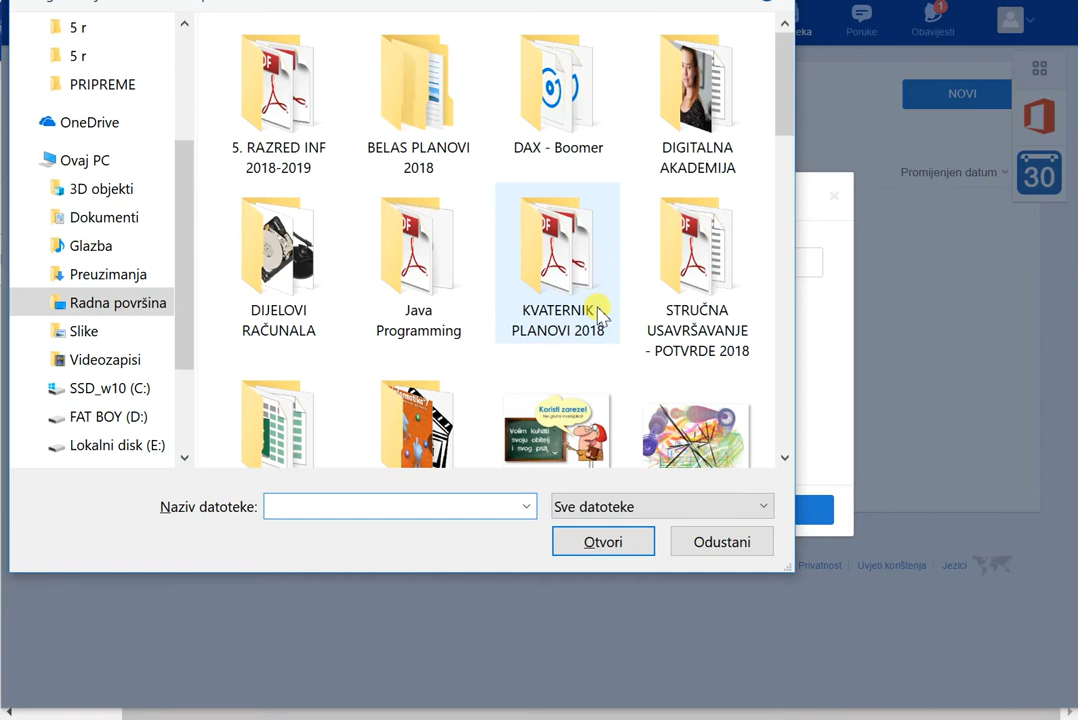 5 r
5 r
PRIPREME
OneDrive
Ovaj PC
3D objekti
Dokumenti
Glazba
Preuzimanja
Radna površina
Slike
Videozapisi
SSD_w10 (C:)
FAT BOY (D:)
Lokalni disk (E:)
5. RAZRED INF
2018-2019
BELAS PLANOVI
2018
DAX - Boomer
DIGITALNA
AKADEMIJA
DIJELOVI
RAČUNALA
Java
Programming
KVATERNIK
PLANOVI 2018
STRUČNA
USAVRŠAVANJE
- POTVRDE 2018
Koristi zareze!
Volim kuhati
svoju obitelj
i svog psa.
Naziv datoteke:
Sve datoteke
Otvori
Odustani
Poruke
Obavijesti
1
NOVI
Promijenjen datum
30
Privatnost
Uvjeti korištenja
Jezici